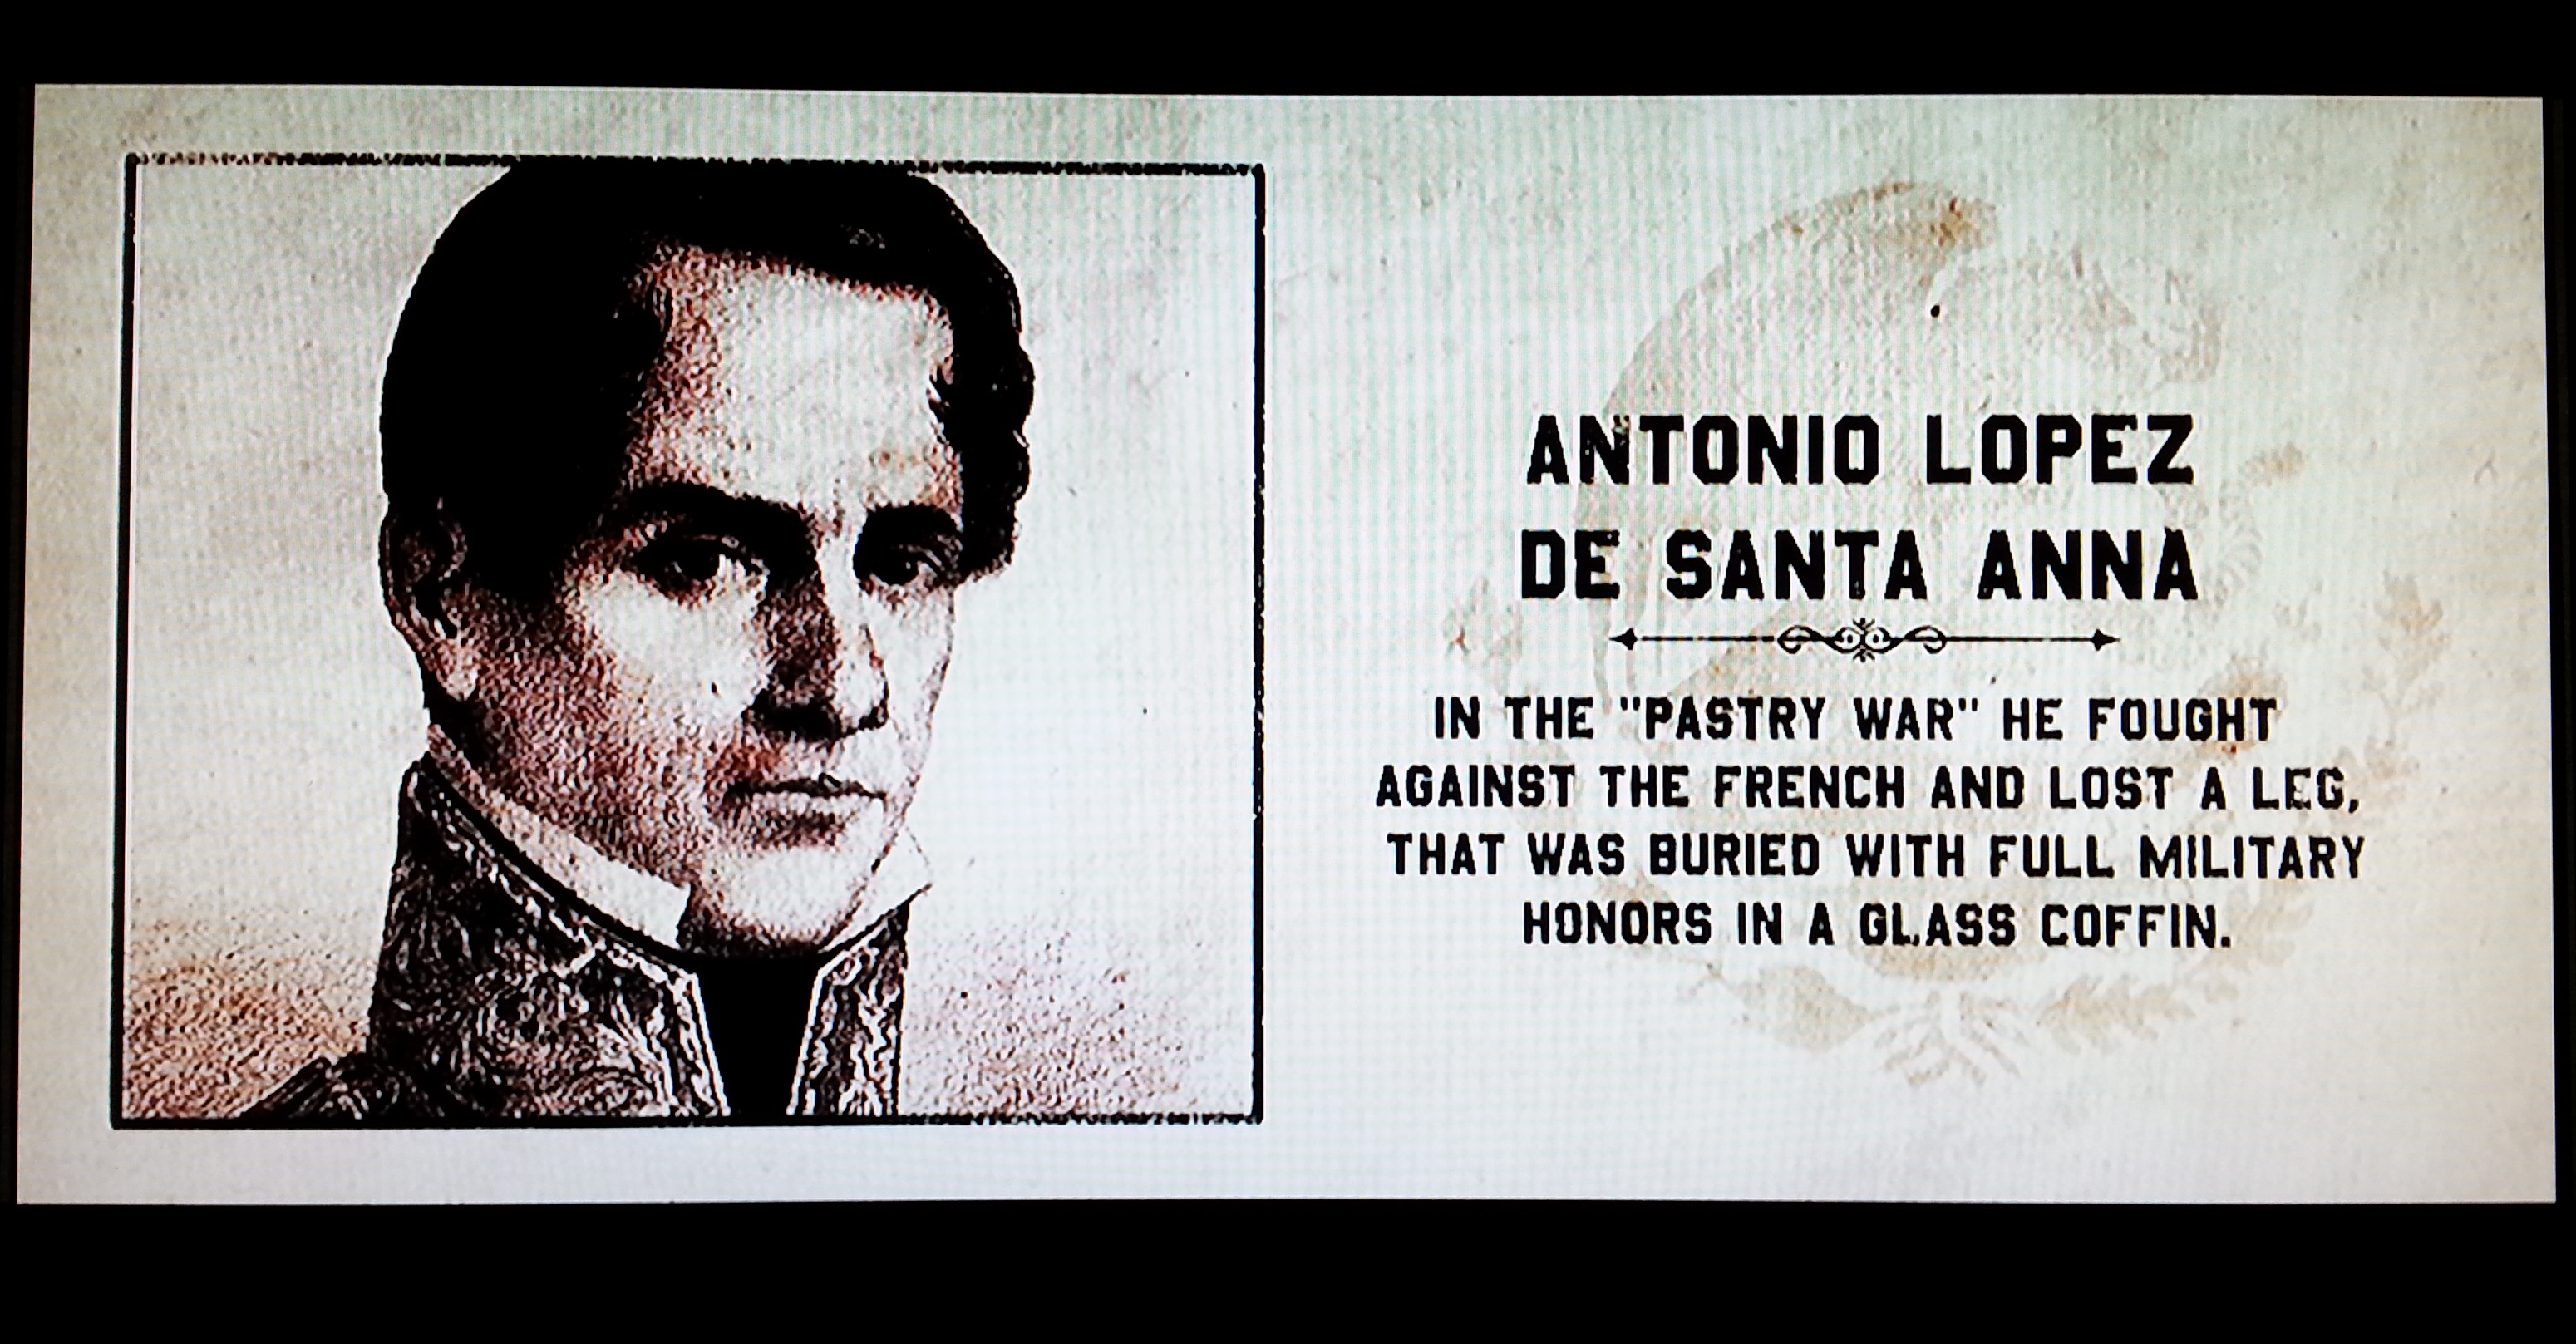 ANTONIO LOPEZ
DE SANTA ANNA
IN THE "PASTRY WAR" HE FOUGHT
AGAINST THE FRENCH AND LOST A LEG,
THAT WAS BURIED WITH FULL MILITARY
HONORS IN A GLASS COFFIN.